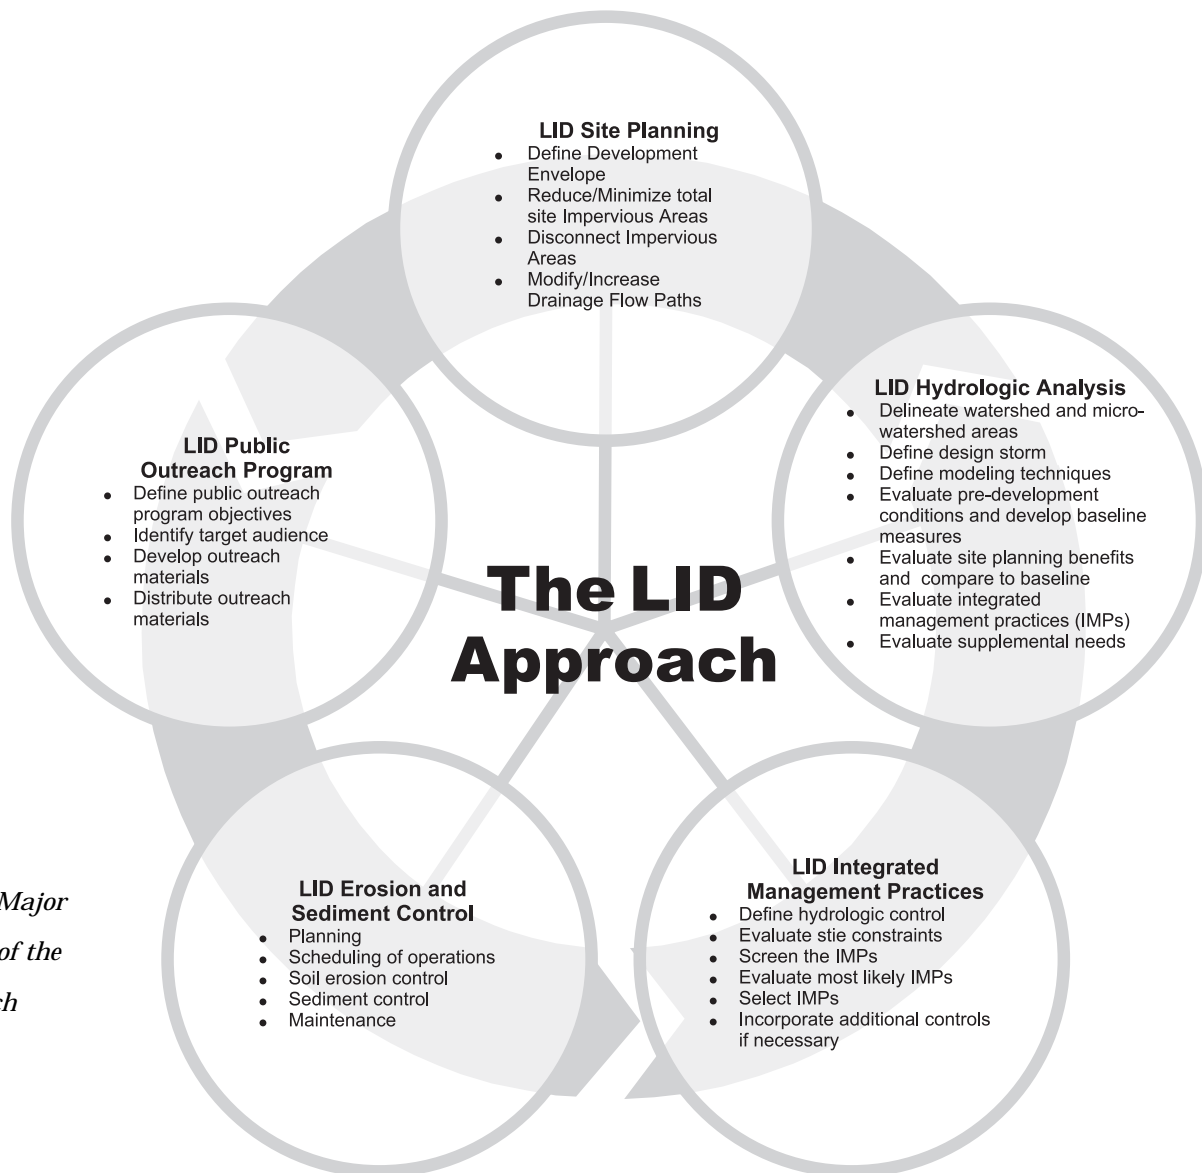 LID Site Planning
• Define Development
Envelope
• Reduce/Minimize total
site Impervious Areas
• Disconnect Impervious
Areas
• Modify/Increase
Drainage Flow Paths
LID Hydrologic Analysis
• Delineate watershed and micro-
watershed areas
• Define design storm
• Define modeling techniques
• Evaluate pre-development
conditions and develop baseline
measures
• Evaluate site planning benefits
and compare to baseline
• Evaluate integrated
management practices (IMPs)
• Evaluate supplemental needs
LID Public
Outreach Program
• Define public outreach
program objectives
• Identify target audience
• Develop outreach
materials
• Distribute outreach
materials
The LID
Approach
LID Integrated
Management Practices
• Define hydrologic control
• Evaluate stie constraints
• Screen the IMPs
• Evaluate most likely IMPs
• Select IMPs
• Incorporate additional controls
if necessary
LID Erosion and
Sediment Control
• Planning
• Scheduling of operations
• Soil erosion control
• Sediment control
• Maintenance
Major
of the
ch